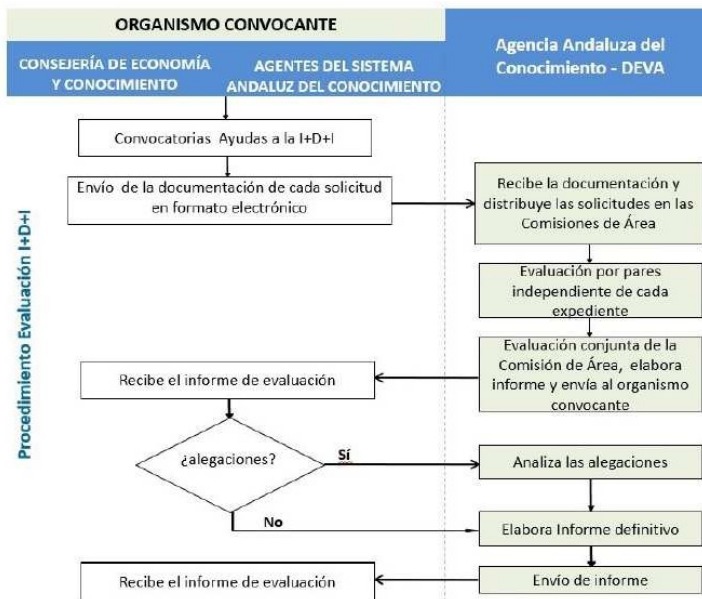 ORGANISMO CONVOCANTE
CONSEJERÍA DE ECONOMÍA
Y CONOCIMIENTO
AGENTES DEL SISTEMA
ANDALUZ DEL CONOCIMIENTO
Agencia Andaluza del
Conocimiento - DEVA
Procedimiento Evaluación I+D+I
Convocatorias Ayudas a la I+D+I
Envío de la documentación de cada solicitud
en formato electrónico
Recibe la documentación y
distribuye las solicitudes en las
Comisiones de Área
Evaluación por pares
independiente de cada
expediente
Evaluación conjunta de la
Comisión de Área, elabora
informe y envía al organismo
convocante
Recibe el informe de evaluación
¿alegaciones?
Sí
Analiza las alegaciones
No
Elabora Informe definitivo
Envío de informe
Recibe el informe de evaluación